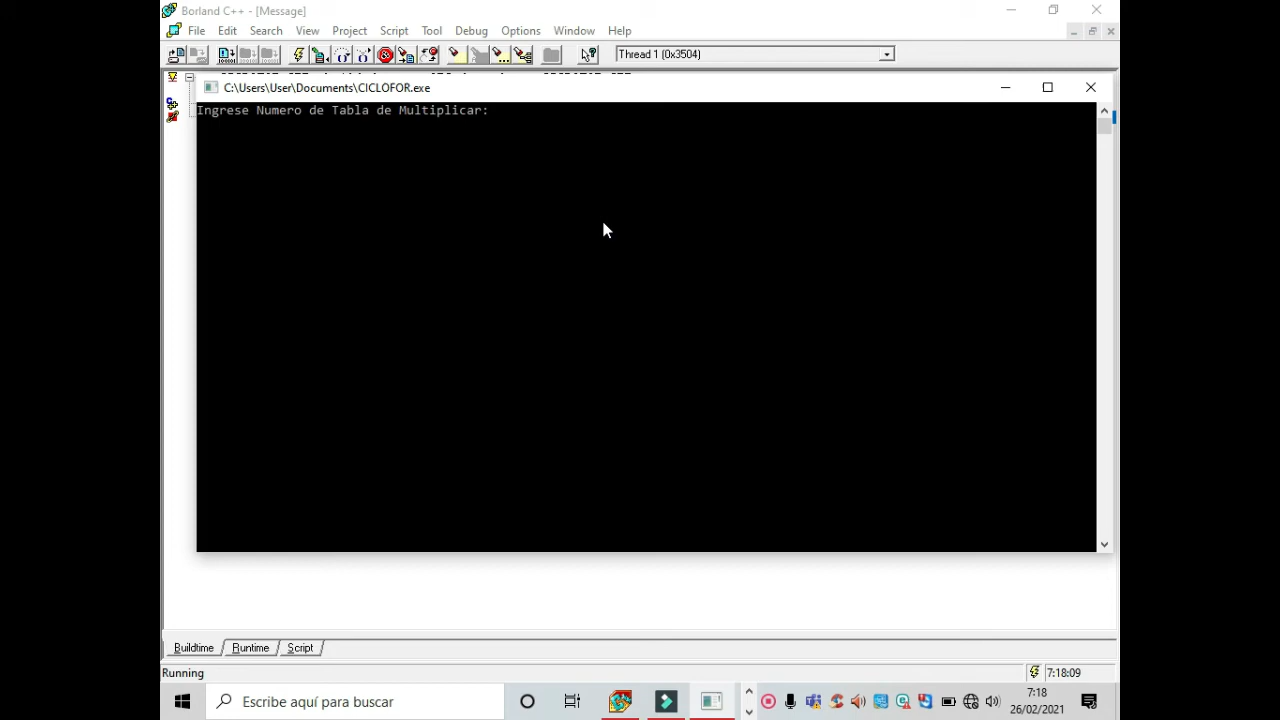 Borland C++ - [Message]
File Edit Search View Project Script Tool Debug Options Window Help
Thread 1 (0x3504)
C:\Users\User\Documents\CICLOFOR.exe
Ingrese Numero de Tabla de Multiplicar:
Buildtime Runtime Script
Running 7:18:09
Escribe aquí para buscar
7:18
26/02/2021